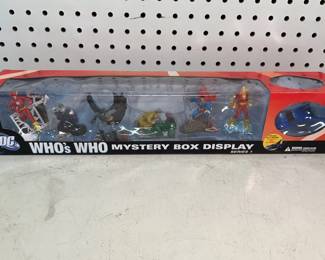 DC
WHO's WHO MYSTERY BOX DISPLAY
SERIES 1